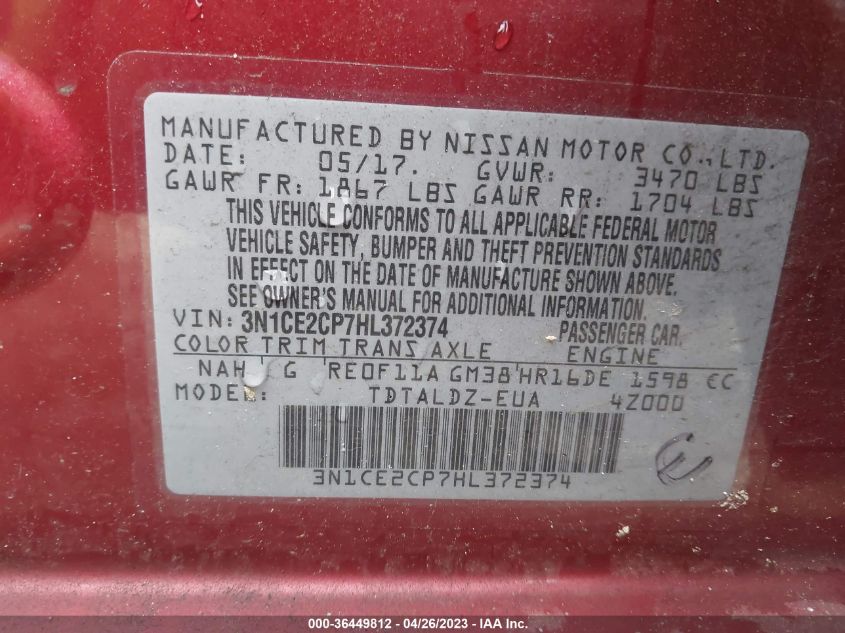 MANUFACTURED BY NISSAN MOTOR CO., LTD.
DATE: 05/17. GVWR: 3470 LBS
GAWR FR: 1867 LBS GAWR RR: 1704 LBS
THIS VEHICLE CONFORMS TO ALL APPLICABLE FEDERAL MOTOR
VEHICLE SAFETY, BUMPER AND THEFT PREVENTION STANDARDS
IN EFFECT ON THE DATE OF MANUFACTURE SHOWN ABOVE.
SEE OWNER'S MANUAL FOR ADDITIONAL INFORMATION.
VIN: 3N1CE2CP7HL372374 PASSENGER CAR.
COLOR TRIM TRANS AXLE ENGINE
NAH G RE0F11A GM38 HR16DE 1598 CC
MODEL: TDTALDZ-EUA 4Z000
3N1CE2CP7HL372374
000-36449812 - 04/26/2023 - IAA Inc.